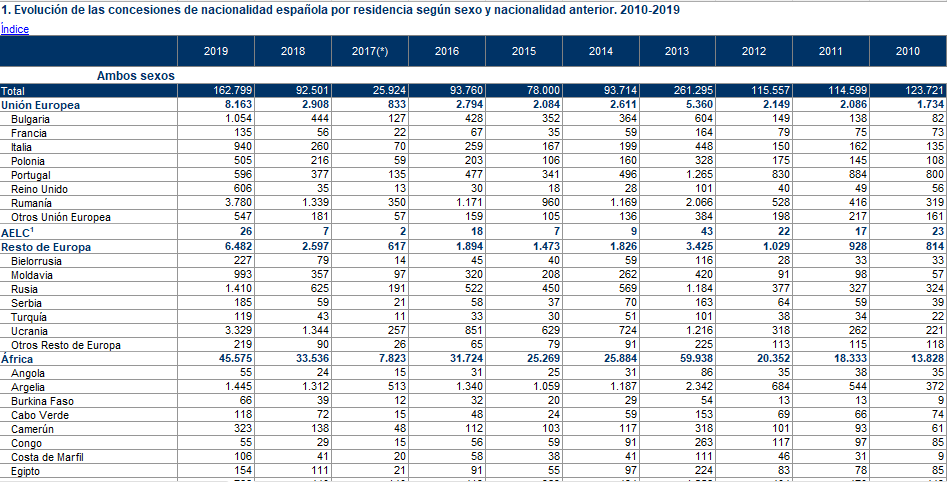 1. Evolución de las concesiones de nacionalidad española por residencia según sexo y nacionalidad anterior. 2010-2019
Índice
2019 2018 2017(*) 2016 2015 2014 2013 2012 2011 2010
Ambos sexos
Total 162.799 92.501 25.924 93.760 78.000 93.714 261.295 115.557 114.599 123.721
Unión Europea 8.163 2.908 833 2.794 2.084 2.611 5.360 2.149 2.086 1.734
Bulgaria 1.054 444 127 428 352 364 604 149 138 82
Francia 135 56 22 67 35 59 164 79 75 73
Italia 940 260 70 259 167 199 448 150 162 135
Polonia 505 216 59 203 106 160 328 175 145 108
Portugal 596 377 135 477 341 496 1.265 830 884 800
Reino Unido 606 35 13 30 18 28 101 40 49 56
Rumanía 3.780 1.339 350 1.171 960 1.169 2.066 528 416 319
Otros Unión Europea 547 181 57 159 105 136 384 198 217 161
AELC¹ 26 7 2 18 7 9 43 22 17 23
Resto de Europa 6.482 2.597 617 1.894 1.473 1.826 3.425 1.029 928 814
Bielorrusia 227 79 14 45 40 59 116 28 33 33
Moldavia 993 357 97 320 208 262 420 91 98 57
Rusia 1.410 625 191 522 450 569 1.184 377 327 324
Serbia 185 59 21 58 37 70 163 64 59 39
Turquía 119 43 11 33 30 51 101 38 34 22
Ucrania 3.329 1.344 257 851 629 724 1.216 318 262 221
Otros Resto de Europa 219 90 26 65 79 91 225 113 115 118
África 45.575 33.536 7.823 31.724 25.269 25.884 59.938 20.352 18.333 13.828
Angola 55 24 15 31 25 31 86 35 38 35
Argelia 1.445 1.312 513 1.340 1.059 1.187 2.342 684 544 372
Burkina Faso 66 39 12 32 20 29 54 13 13 9
Cabo Verde 118 72 15 48 24 59 153 69 66 74
Camerún 323 138 48 112 103 117 318 101 93 61
Congo 55 29 15 56 59 91 263 117 97 85
Costa de Marfil 106 41 20 58 38 41 111 46 31 9
Egipto 154 111 21 91 55 97 224 83 78 85